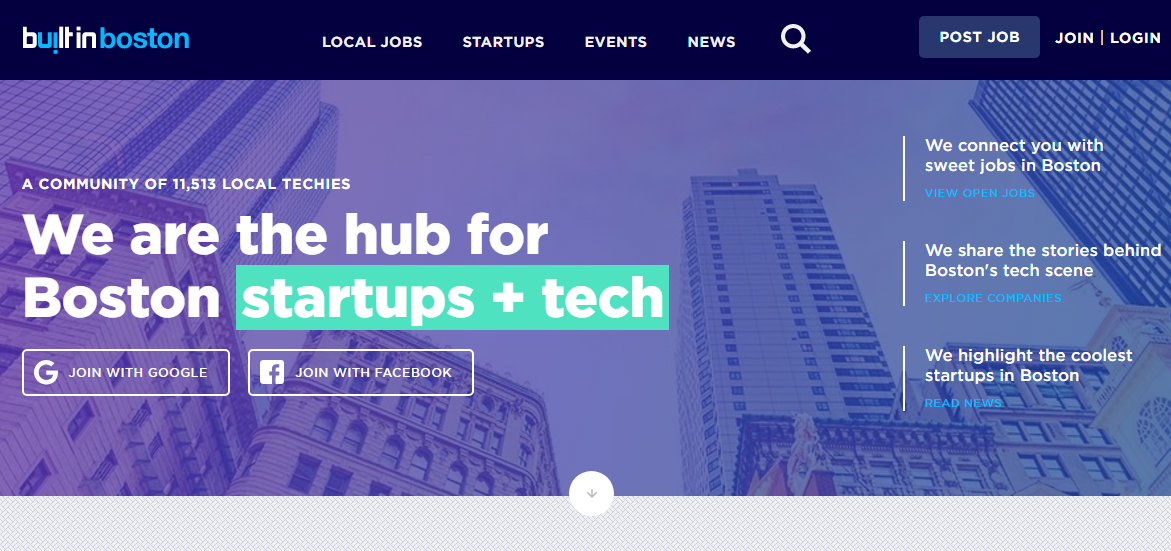 built in boston
LOCAL JOBS
STARTUPS
EVENTS
NEWS
POST JOB
JOIN | LOGIN
A COMMUNITY OF 11,513 LOCAL TECHIES
We are the hub for
Boston startups + tech
JOIN WITH GOOGLE
JOIN WITH FACEBOOK
We connect you with
sweet jobs in Boston
VIEW OPEN JOBS
We share the stories behind
Boston's tech scene
EXPLORE COMPANIES
We highlight the coolest
startups in Boston
READ NEWS